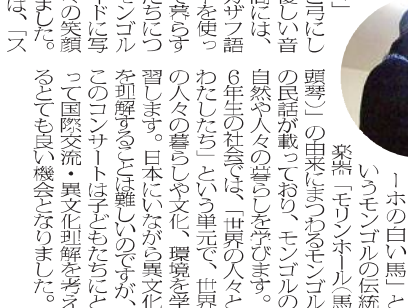 」
と弓にし
優しい音
間には、
カザフ語
を使っ
暮らす
たちにつ
モンゴル
ードに写
の笑顔
ました。
は、「ス
ーホの白い馬」と
いうモンゴルの伝統
楽器「モリンホール(馬
頭琴)」の由来にまつわるモンゴル
の民話が載っており、モンゴルの
自然や人々の暮らしを学びます。
6年生の社会では、「世界の人々と
わたしたち」という単元で、世界
の人々の暮らしや文化、環境を学
習します。日本にいながら異文化
を理解することは難しいのですが、
このコンサートは子どもたちにと
って国際交流・異文化理解を考え
るとても良い機会となりました。